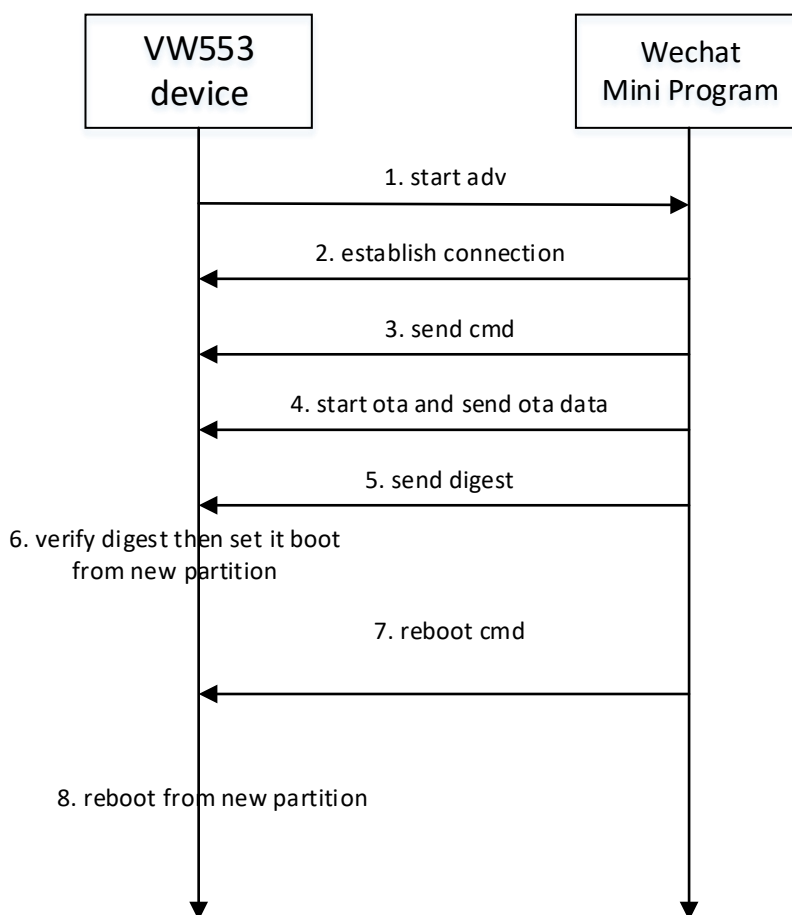 VW553
device
Wechat
Mini Program
1. start adv
2. establish connection
3. send cmd
4. start ota and send ota data
5. send digest
6. verify digest then set it boot
from new partition
7. reboot cmd
8. reboot from new partition